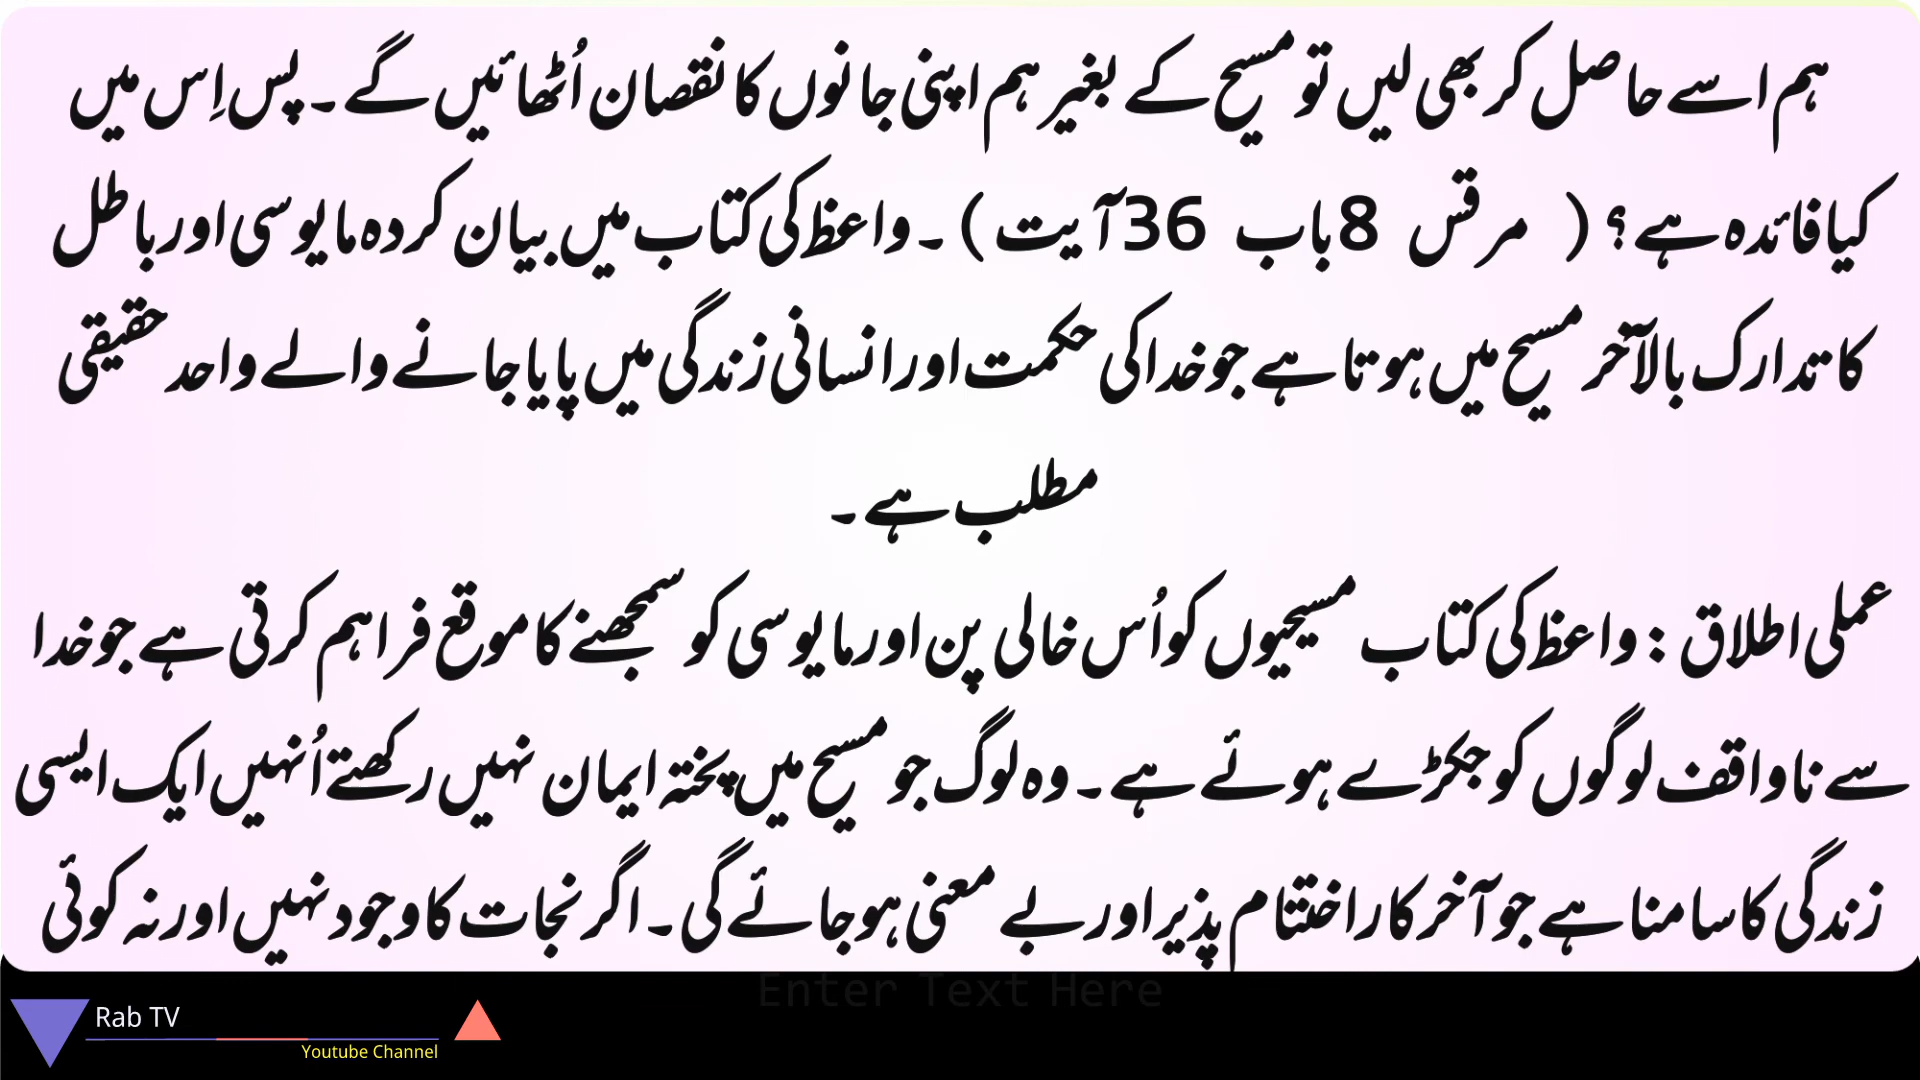 ہم اسے حاصل کر بھی لیں تو مسیح کے بغیر ہم اپنی جانوں کا نقصان اُٹھائیں گے۔ پس اِس میں
کیا فائدہ ہے؟ ( مرقس 8باب 36آیت)۔ واعظ کی کتاب میں بیان کردہ مایوسی اور باطل
کا تدارک بالآخر مسیح میں ہوتا ہے جو خدا کی حکمت اور انسانی زندگی میں پایا جانے والے واحد حقیقی
مطلب ہے۔
عملی اطلاق : واعظ کی کتاب مسیحیوں کو اُس خالی پن اور مایوسی کو سمجھنے کا موقع فراہم کرتی ہے جو خدا
سے ناواقف لوگوں کو جکڑے ہوئے ہے۔ وہ لوگ جو مسیح میں پختہ ایمان نہیں رکھتے اُنہیں ایک ایسی
زندگی کا سامنا ہے جو آخر کار اختتام پذیر اور بے معنی ہو جائے گی۔ اگر نجات کا وجود نہیں اور نہ کوئی
Enter Text Here
Rab TV
Youtube Channel